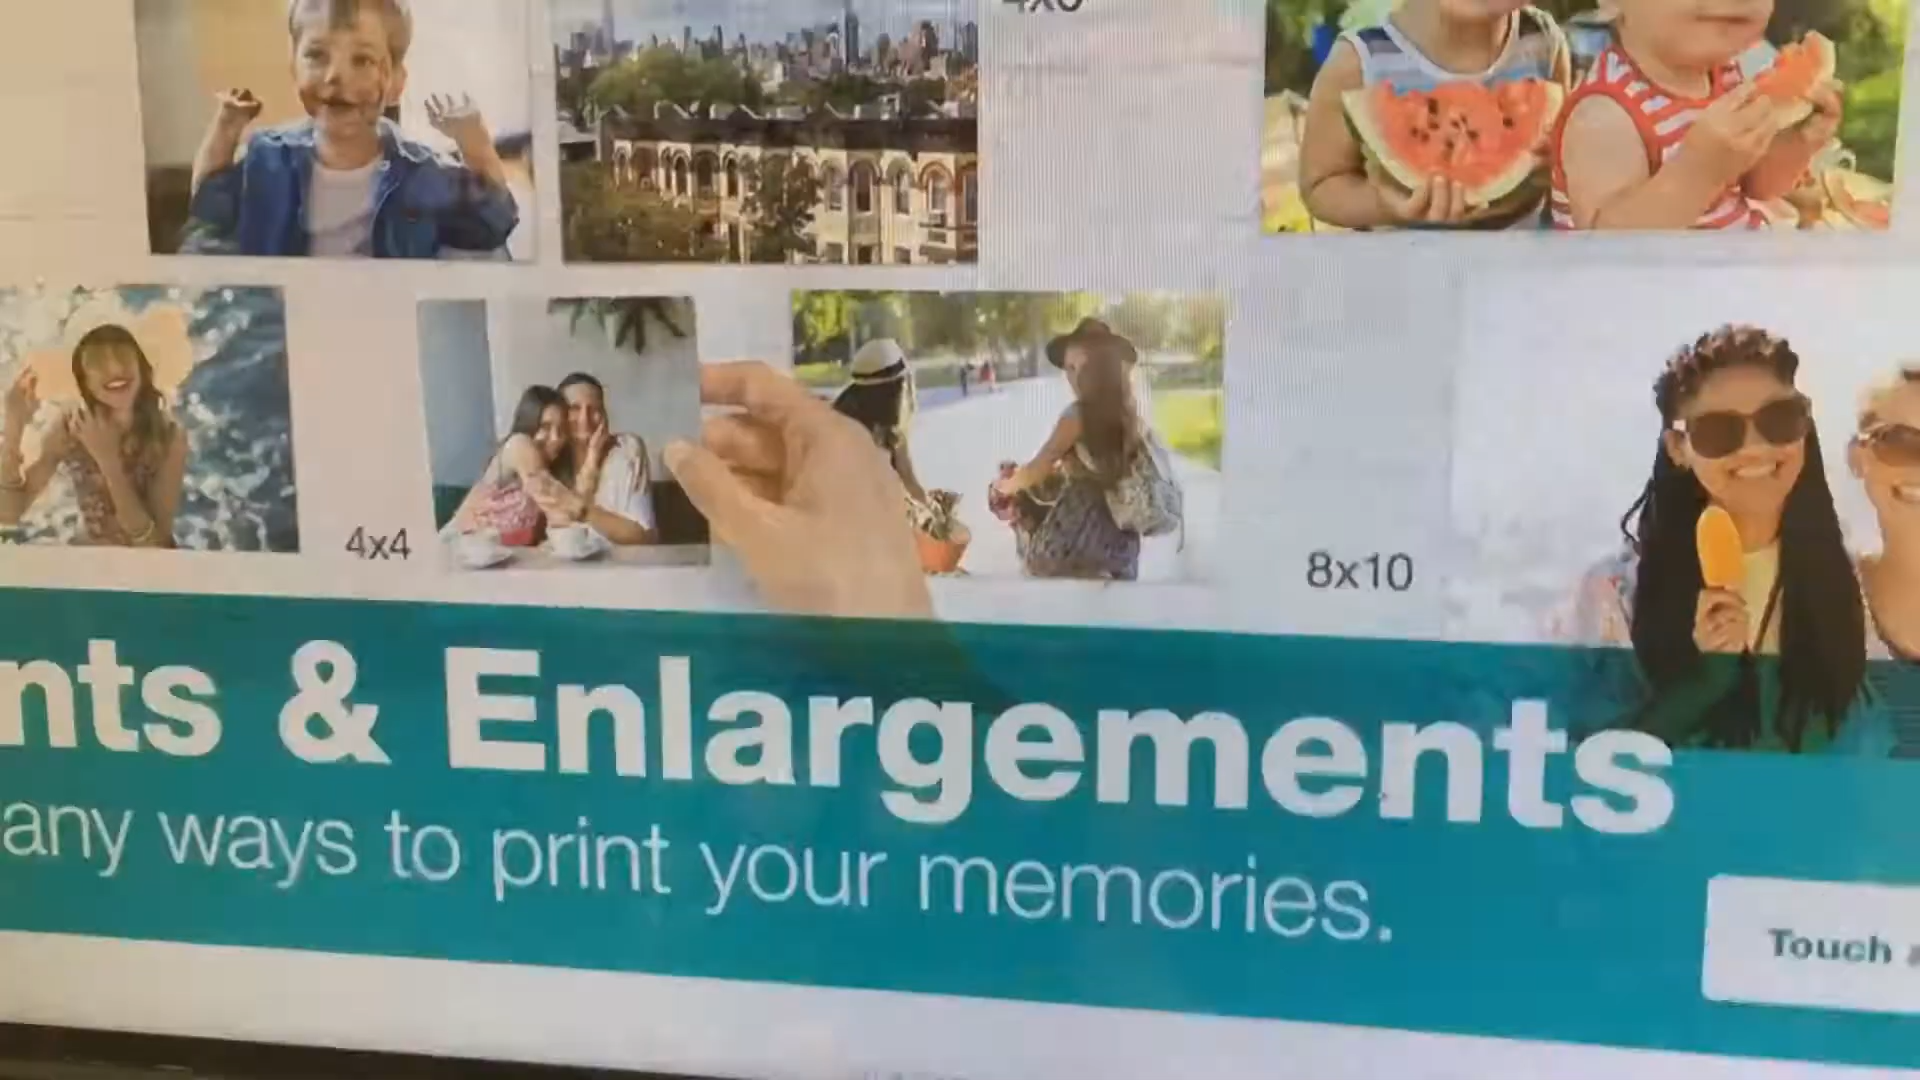 4x4
8x10
nts & Enlargements
any ways to print your memories.
Touch